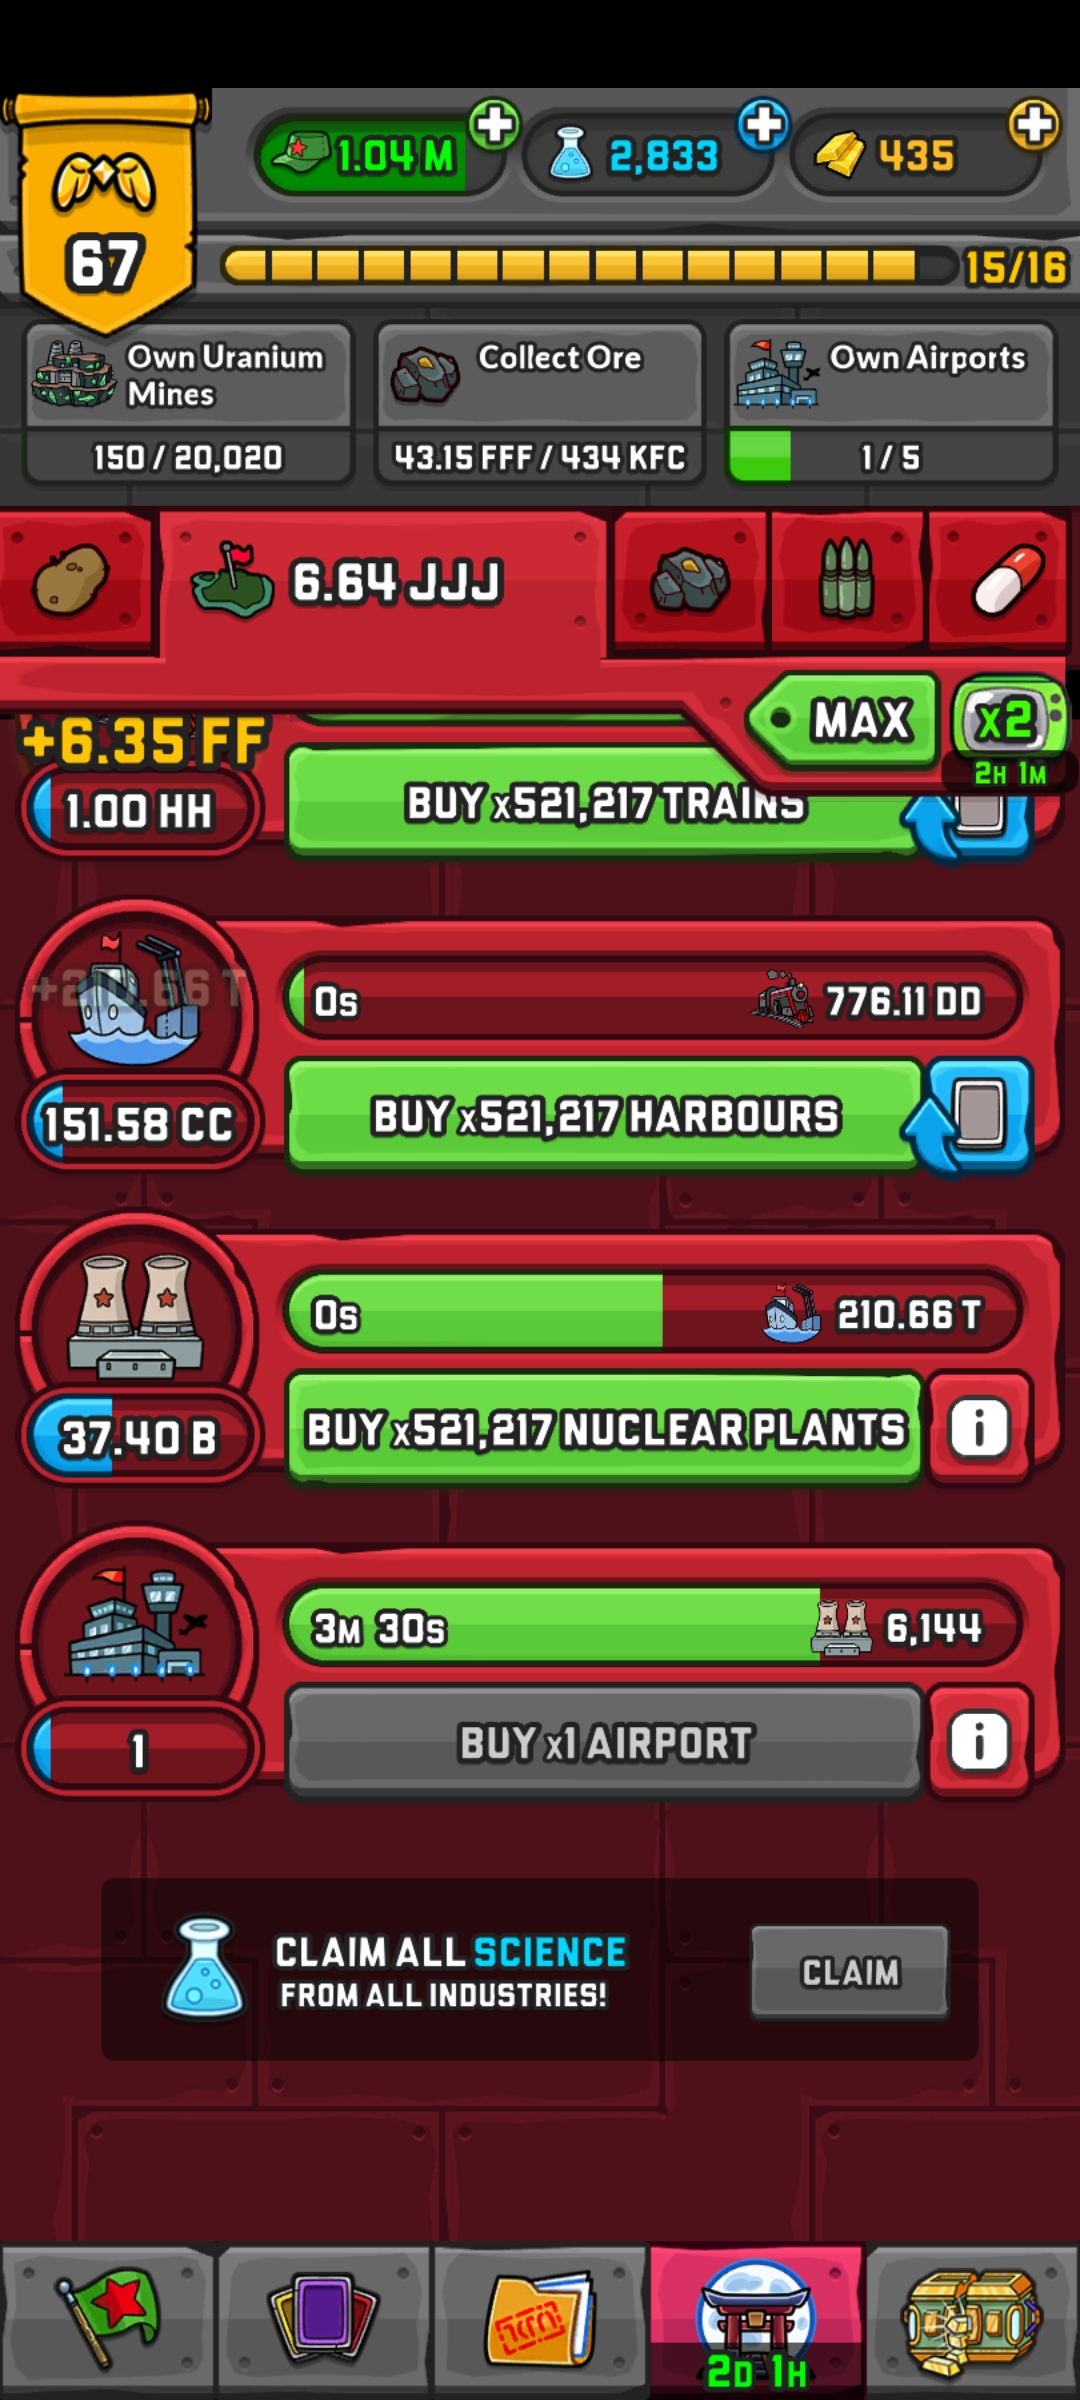 1.04 M
2,833
435
67
15/16
Own Uranium
Mines
Collect Ore
Own Airports
150 / 20,020
43.15 FFF / 434 KFC
1 / 5
6.64 JJJ
MAX
x2
2H 1M
+6.35 FF
1.00 HH
BUY x521,217 TRAINS
+210.66 T
0s
776.11 DD
151.58 CC
BUY x521,217 HARBOURS
0s
210.66 T
37.40 B
BUY x521,217 NUCLEAR PLANTS
i
3M 30s
6,144
1
BUY x1 AIRPORT
i
CLAIM ALL SCIENCE
FROM ALL INDUSTRIES!
CLAIM
2D 1H